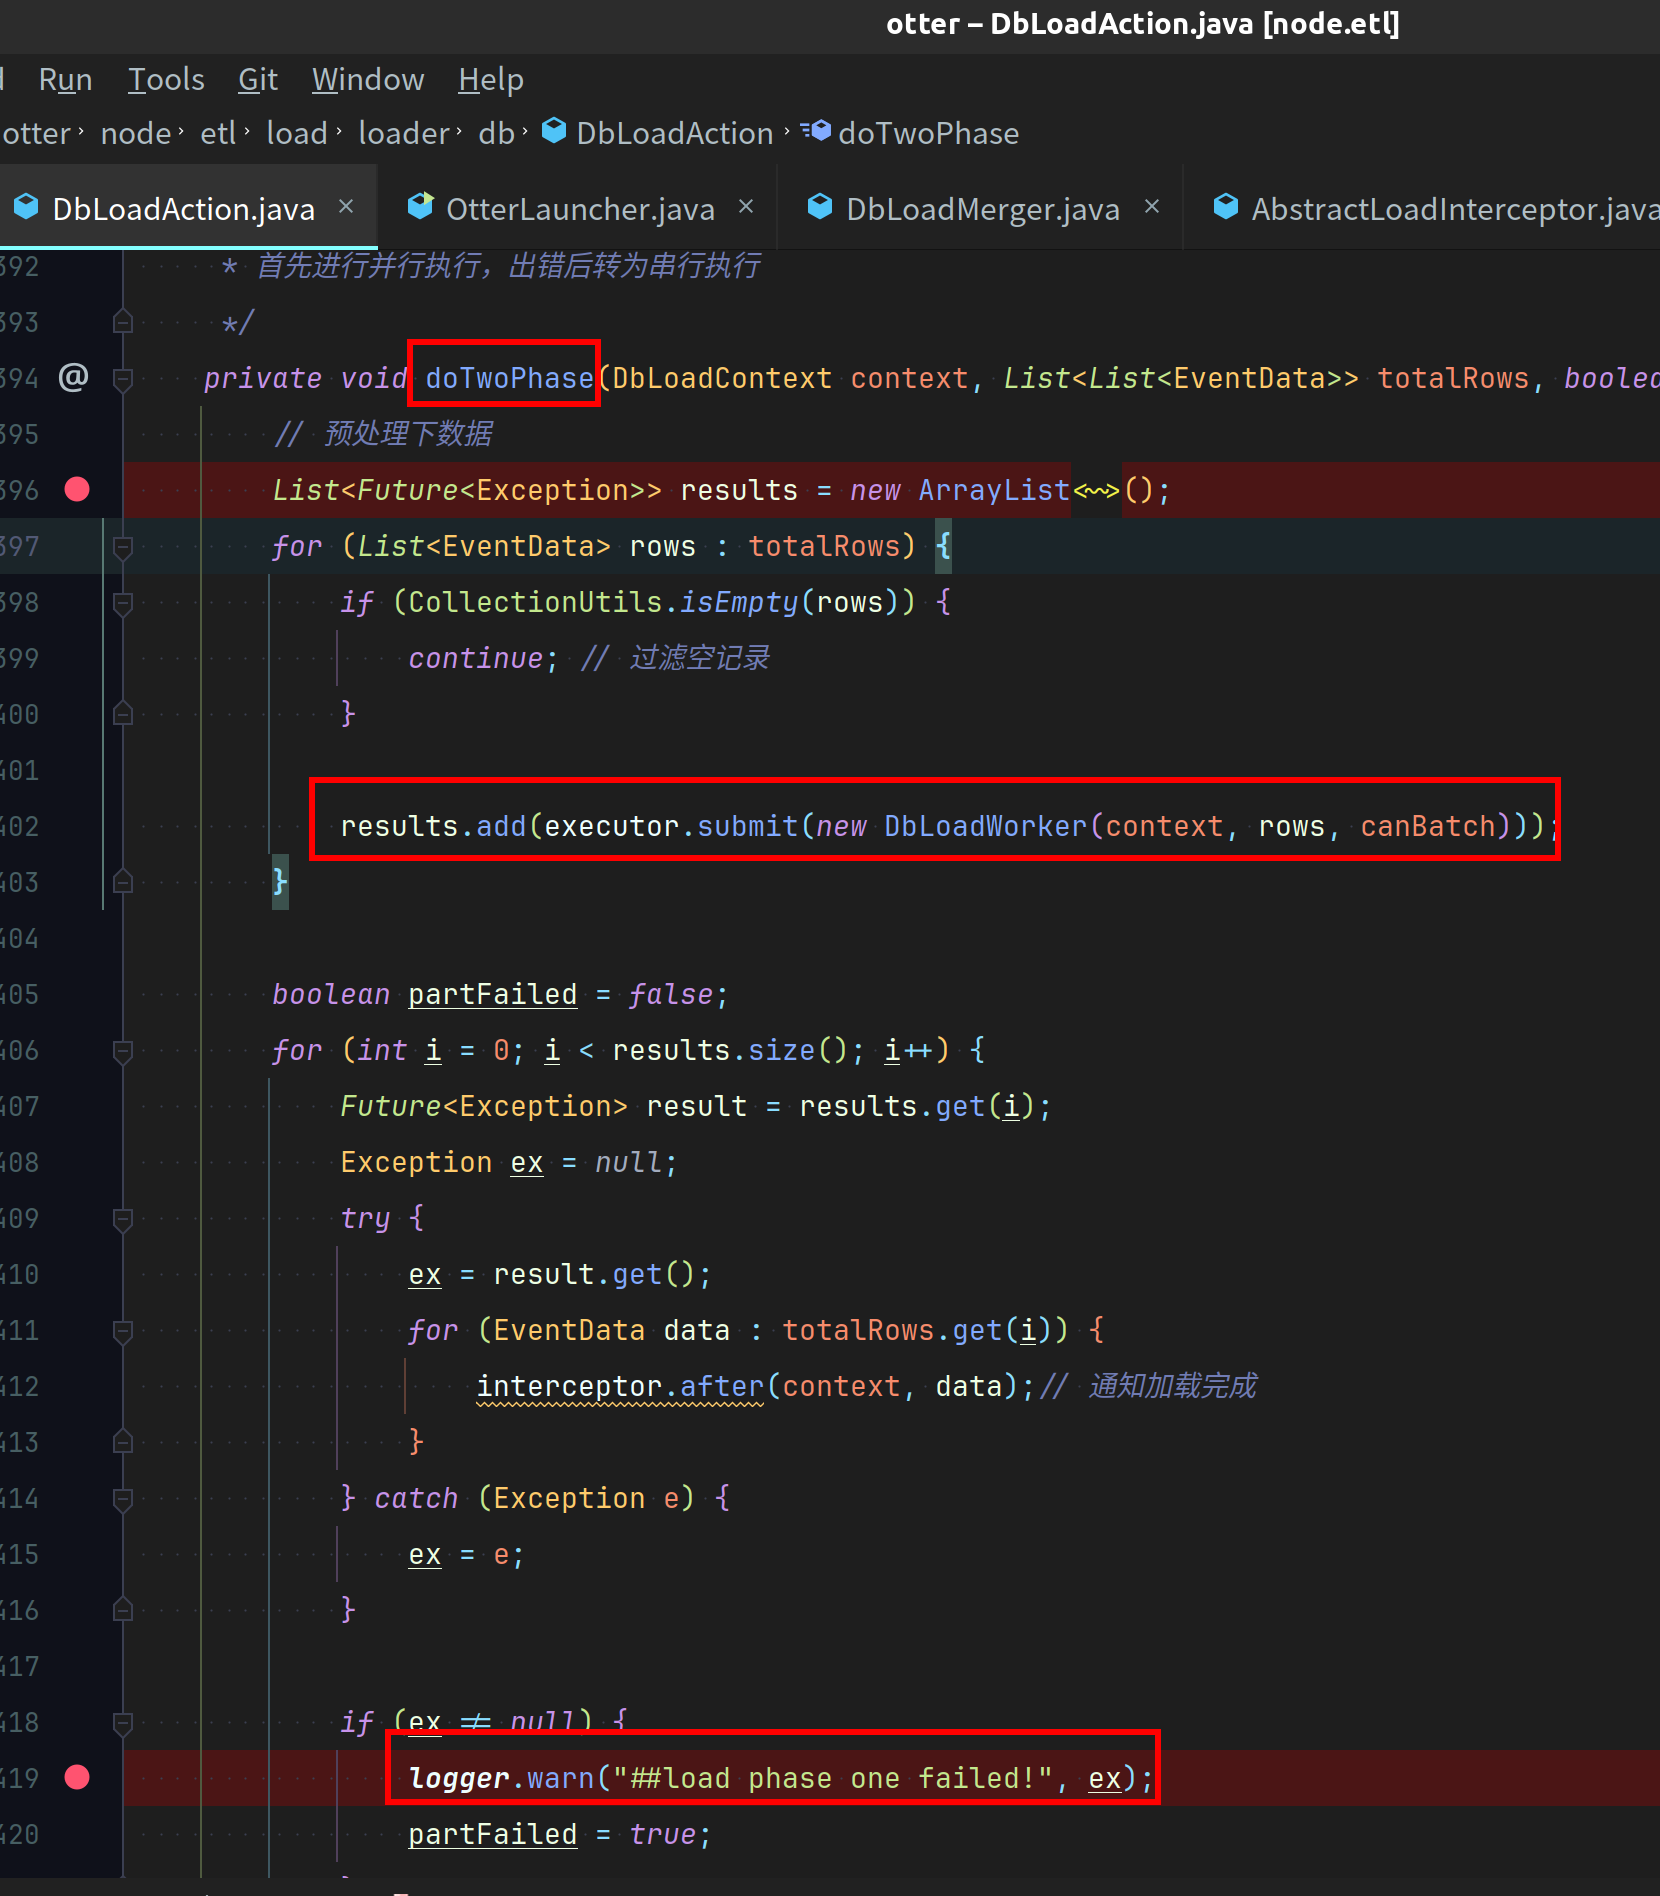 otter – DbLoadAction.java [node.etl]
Run Tools Git Window Help
otter › node › etl › load › loader › db › DbLoadAction › doTwoPhase
DbLoadAction.java × OtterLauncher.java × DbLoadMerger.java × AbstractLoadInterceptor.java
392 * 首先进行并行执行，出错后转为串行执行
393 */
394 @ private void doTwoPhase(DbLoadContext context, List<List<EventData>> totalRows, boolea
395 // 预处理下数据
396 List<Future<Exception>> results = new ArrayList<~>();
397 for (List<EventData> rows : totalRows) {
398 if (CollectionUtils.isEmpty(rows)) {
399 continue; // 过滤空记录
400 }
401
402 results.add(executor.submit(new DbLoadWorker(context, rows, canBatch)));
403 }
404
405 boolean partFailed = false;
406 for (int i = 0; i < results.size(); i++) {
407 Future<Exception> result = results.get(i);
408 Exception ex = null;
409 try {
410 ex = result.get();
411 for (EventData data : totalRows.get(i)) {
412 interceptor.after(context, data);// 通知加载完成
413 }
414 } catch (Exception e) {
415 ex = e;
416 }
417
418 if (ex != null) {
419 logger.warn("##load phase one failed!", ex);
420 partFailed = true;